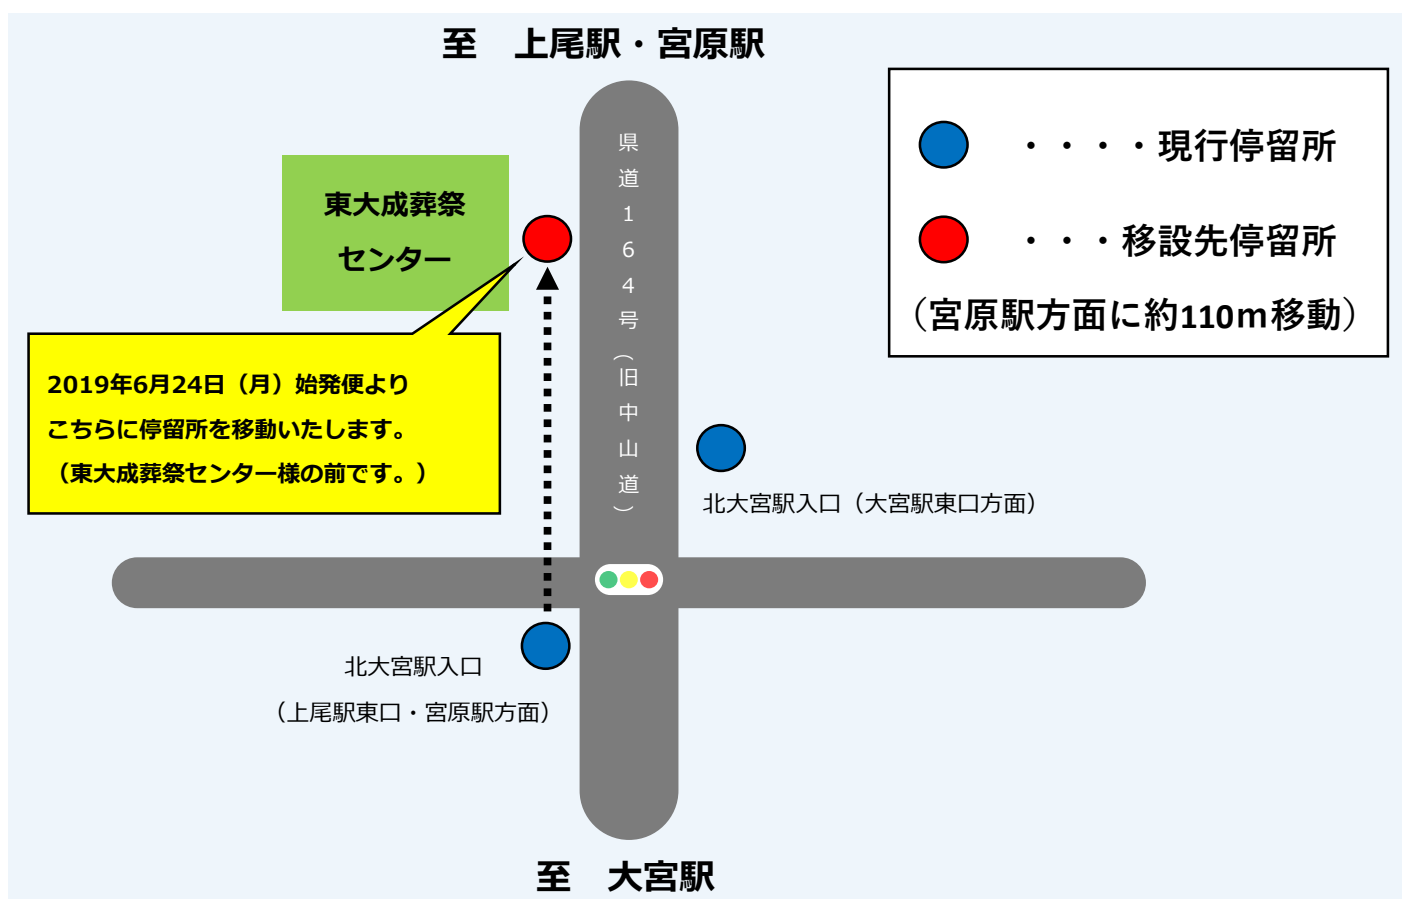 至　上尾駅・宮原駅
・・・・現行停留所
・・・移設先停留所
（宮原駅方面に約110m移動）
県道164号(旧中山道)
東大成葬祭
センター
2019年6月24日（月）始発便より
こちらに停留所を移動いたします。
（東大成葬祭センター様の前です。）
北大宮駅入口（大宮駅東口方面）
北大宮駅入口
（上尾駅東口・宮原駅方面）
至　大宮駅